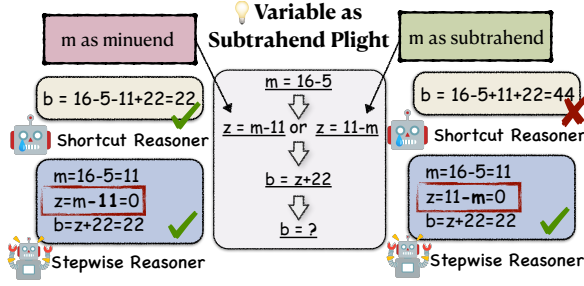 Variable as
Subtrahend Plight
m as minuend
m as subtrahend
b = 16-5-11+22=22
Shortcut Reasoner
m=16-5=11
z=m-11=0
b=z+22=22
Stepwise Reasoner
m = 16-5
z = m-11 or z = 11-m
b = z+22
b = ?
b = 16-5+11+22=44
Shortcut Reasoner
m=16-5=11
z=11-m=0
b=z+22=22
Stepwise Reasoner